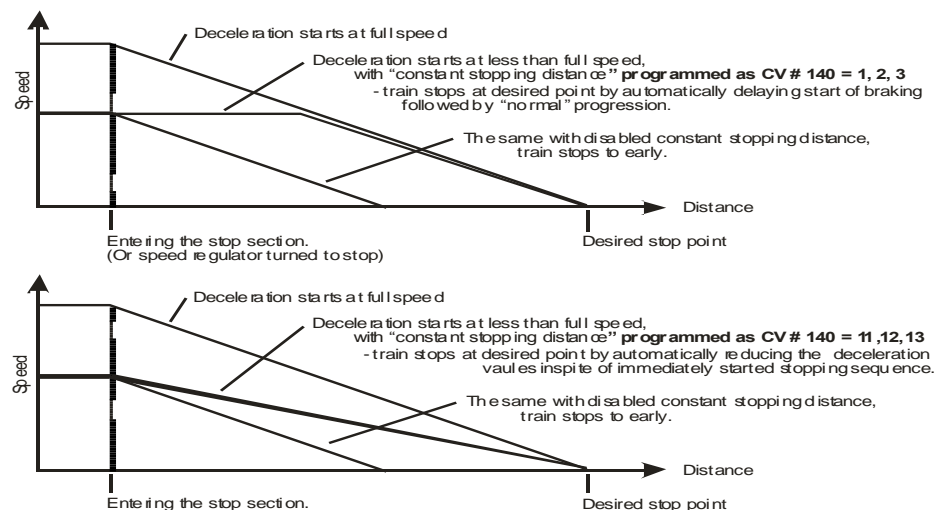 Deceleration starts at full speed
Deceleration starts at less than full speed,
with “constant stopping distance” programmed as CV # 140 = 1, 2, 3
- train stops at desired point by automatically delaying start of braking
followed by “normal” progression.
The same with disabled constant stopping distance,
train stops to early.
Speed
Distance
Entering the stop section.
(Or speed regulator turned to stop)
Desired stop point
Deceleration starts at full speed
Deceleration starts at less than full speed,
with “constant stopping distance” programmed as CV # 140 = 11 ,12, 13
- train stops at desired point by automatically reducing the deceleration
vaules inspite of immediately started stopping sequence.
The same with disabled constant stopping distance,
train stops to early.
Speed
Distance
Entering the stop section.
Desired stop point